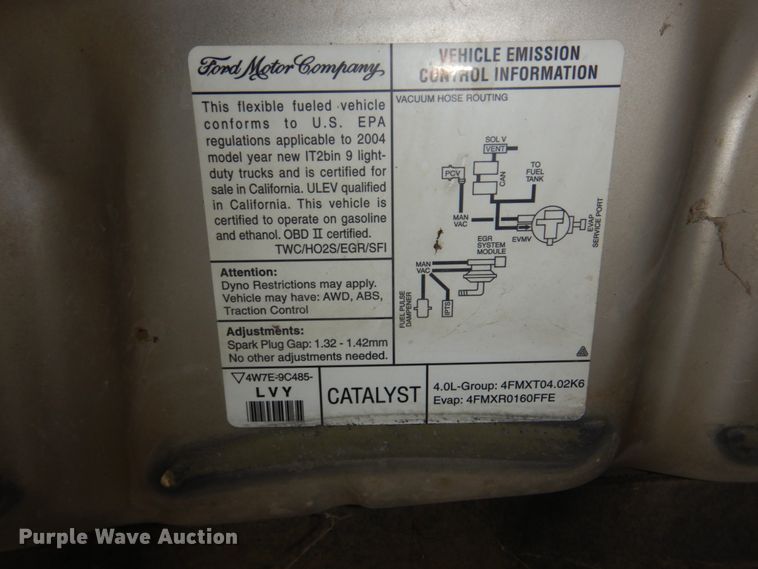 Ford Motor Company
VEHICLE EMISSION
CONTROL INFORMATION
This flexible fueled vehicle
conforms to U.S. EPA
regulations applicable to 2004
model year new IT2bin 9 light-
duty trucks and is certified for
sale in California. ULEV qualified
in California. This vehicle is
certified to operate on gasoline
and ethanol. OBD II certified.
TWC/HO2S/EGR/SFI
Attention:
Dyno Restrictions may apply.
Vehicle may have: AWD, ABS,
Traction Control
Adjustments:
Spark Plug Gap: 1.32 - 1.42mm
No other adjustments needed.
VACUUM HOSE ROUTING
SOL V
VENT
PCV
CAN
TO
FUEL
TANK
MAN
VAC
EVMV
EVAP
SERVICE PORT
EGR
SYSTEM
MODULE
MAN
VAC
FUEL PULSE
DAMPENER
IPTS
4W7E-9C485-
LVY
CATALYST
4.0L-Group: 4FMXT04.02K6
Evap: 4FMXR0160FFE
Purple Wave Auction